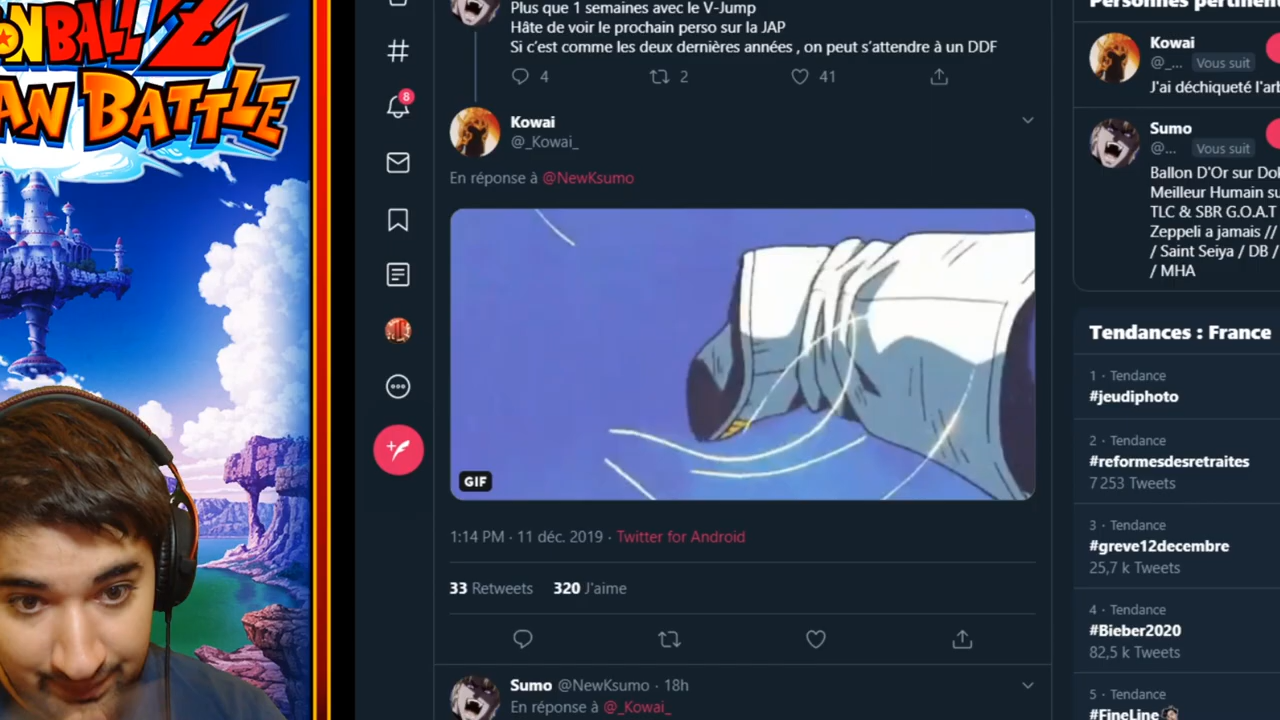 ONBALL Z
AN BATTLE
Plus que 1 semaines avec le V-Jump
Hâte de voir le prochain perso sur la JAP
Si c'est comme les deux dernières années , on peut s'attendre à un DDF
4 2 41
8
Kowai
@_Kowai_
En réponse à @NewKsumo
GIF
1:14 PM · 11 déc. 2019 · Twitter for Android
33 Retweets 320 J'aime
Sumo @NewKsumo · 18h
En réponse à @_Kowai_
Personnes pertinent
Kowai
@_... Vous suit
J'ai déchiqueté l'arb
Sumo
@... Vous suit
Ballon D'Or sur Dok
Meilleur Humain su
TLC & SBR G.O.A.T
Zeppeli a jamais //
/ Saint Seiya / DB /
/ MHA
Tendances : France
1 · Tendance
#jeudiphoto
2 · Tendance
#reformesdesretraites
7 253 Tweets
3 · Tendance
#greve12decembre
25,7 k Tweets
4 · Tendance
#Bieber2020
82,5 k Tweets
5 · Tendance
#FineLine